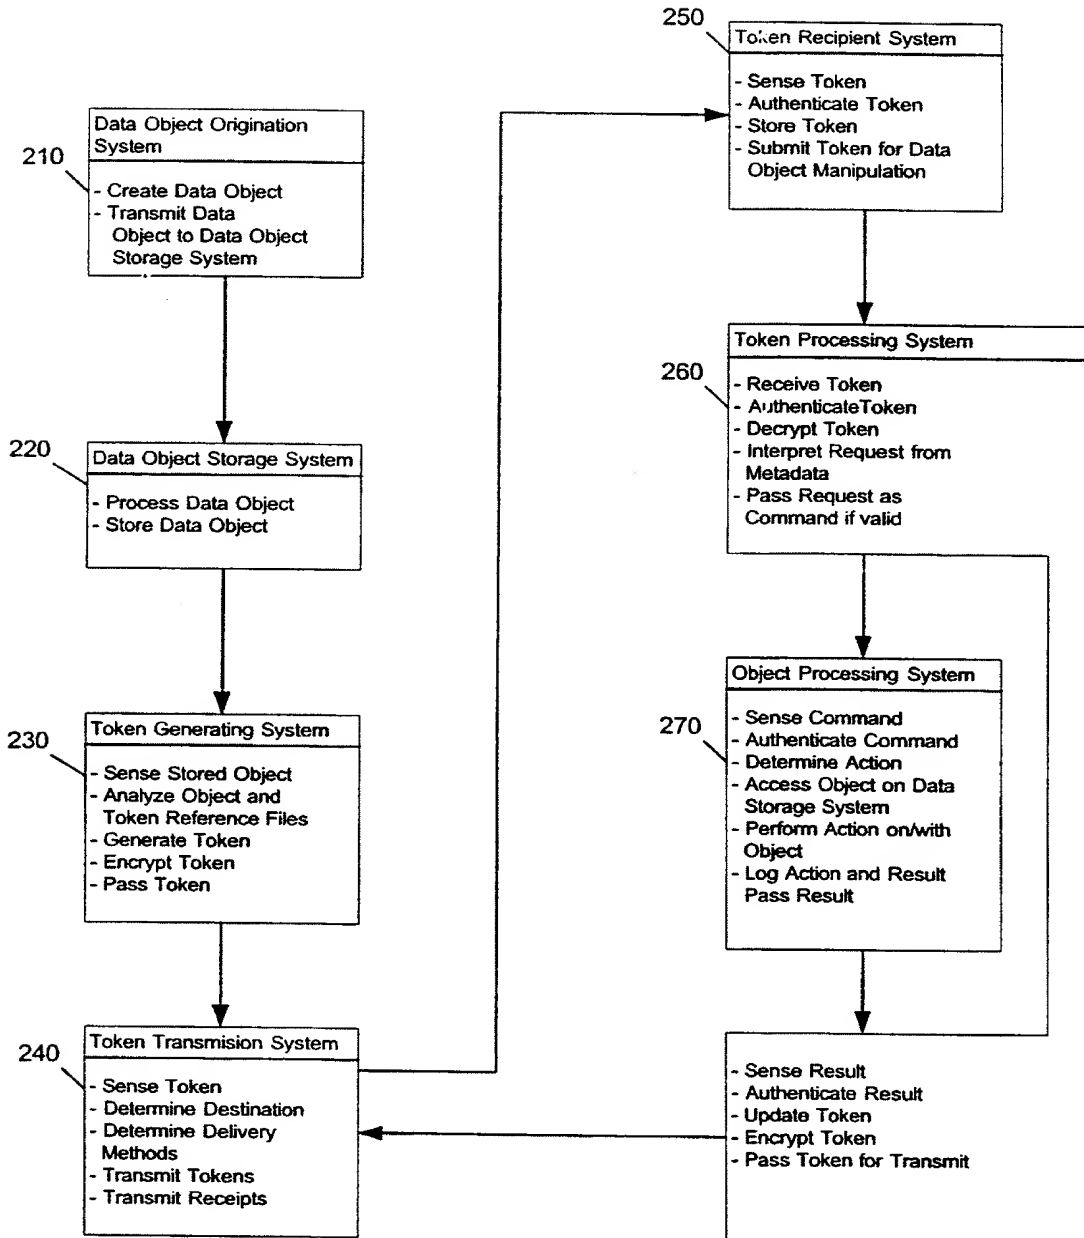 210
Data Object Origination
System
- Create Data Object
- Transmit Data
Object to Data Object
Storage System
220
Data Object Storage System
- Process Data Object
- Store Data Object
230
Token Generating System
- Sense Stored Object
- Analyze Object and
Token Reference Files
- Generate Token
- Encrypt Token
- Pass Token
240
Token Transmision System
- Sense Token
- Determine Destination
- Determine Delivery
Methods
- Transmit Tokens
- Transmit Receipts
250
Token Recipient System
- Sense Token
- Authenticate Token
- Store Token
- Submit Token for Data
Object Manipulation
260
Token Processing System
- Receive Token
- AuthenticateToken
- Decrypt Token
- Interpret Request from
Metadata
- Pass Request as
Command if valid
270
Object Processing System
- Sense Command
- Authenticate Command
- Determine Action
- Access Object on Data
Storage System
- Perform Action on/with
Object
- Log Action and Result
Pass Result
- Sense Result
- Authenticate Result
- Update Token
- Encrypt Token
- Pass Token for Transmit